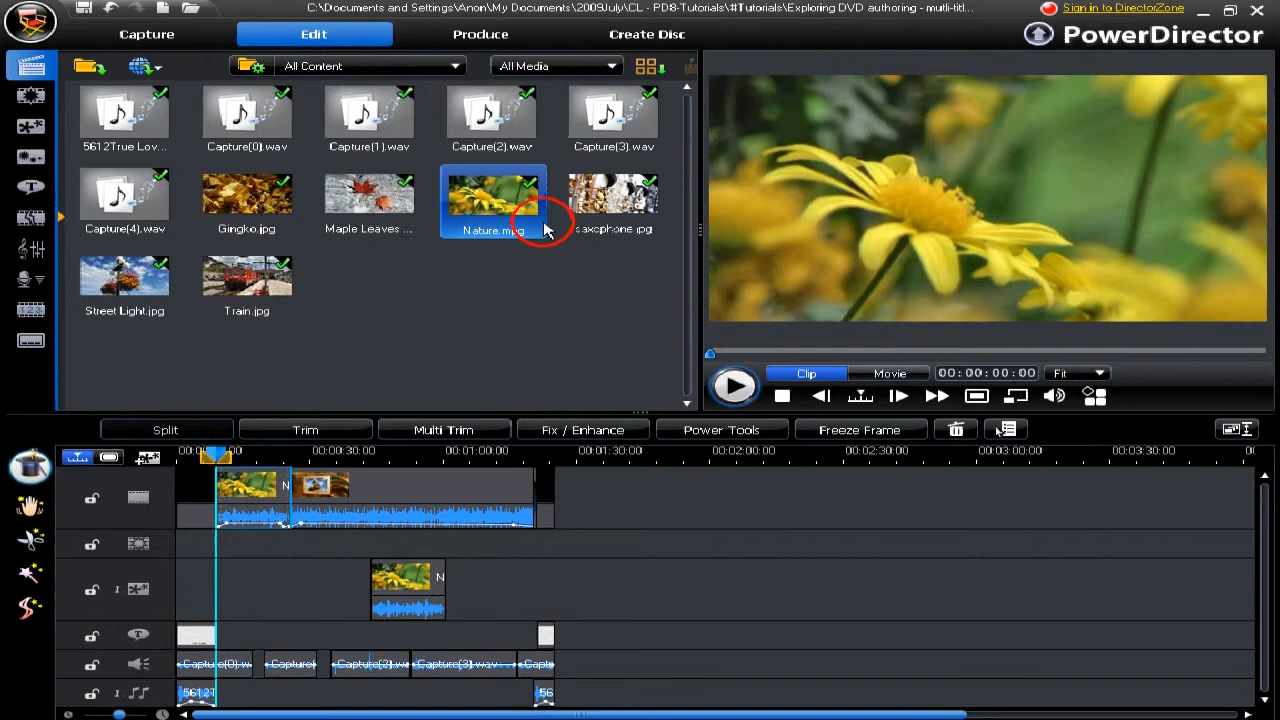 C:\Documents and Settings\Anon\My Documents\2009July\CL - PD8-Tutorials\#Tutorials\Exploring DVD authoring - mutli-titl...
Sign in to DirectorZone
Capture
Edit
Produce
Create Disc
PowerDirector
All Content
All Media
5612True Lov...
Capture(0).wav
Capture(1).wav
Capture(2).wav
Capture(3).wav
Capture(4).wav
Gingko.jpg
Maple Leaves ...
Nature.mpg
saxophone.jpg
Street Light.jpg
Train.jpg
Clip
Movie
00:00:00:00
Fit
Split
Trim
Multi Trim
Fix / Enhance
Power Tools
Freeze Frame
00:00:30:00
00:01:00:00
00:01:30:00
00:02:00:00
00:02:30:00
00:03:00:00
00:03:30:00
N
1
N
T
Capture(0).w
Capture(
Capture(2).wa
Capture(3).wav
Capt
1
5612T
56